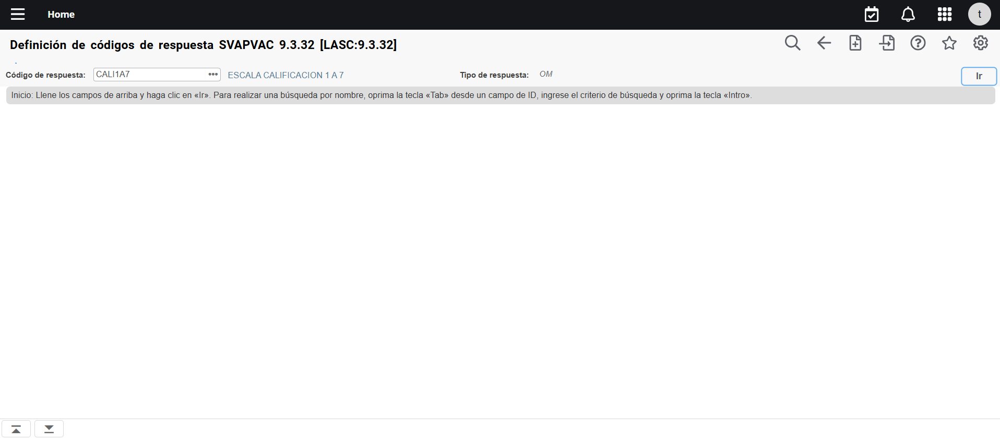 Home
t
Definición de códigos de respuesta SVAPVAC 9.3.32 [LASC:9.3.32]
Código de respuesta: CALI1A7 ESCALA CALIFICACION 1 A 7 Tipo de respuesta: OM Ir
Inicio: Llene los campos de arriba y haga clic en «Ir». Para realizar una búsqueda por nombre, oprima la tecla «Tab» desde un campo de ID, ingrese el criterio de búsqueda y oprima la tecla «Intro».